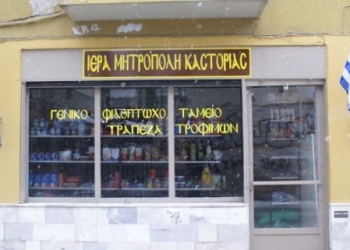 ΙΕΡΑ ΜΗΤΡΟΠΟΛΗ ΚΑΣΤΟΡΙΑΣ
ΓΕΝΙΚΟ ΦΙΛΟΠΤΩΧΟ ΤΑΜΕΙΟ
ΤΡΑΠΕΖΑ ΤΡΟΦΙΜΩΝ